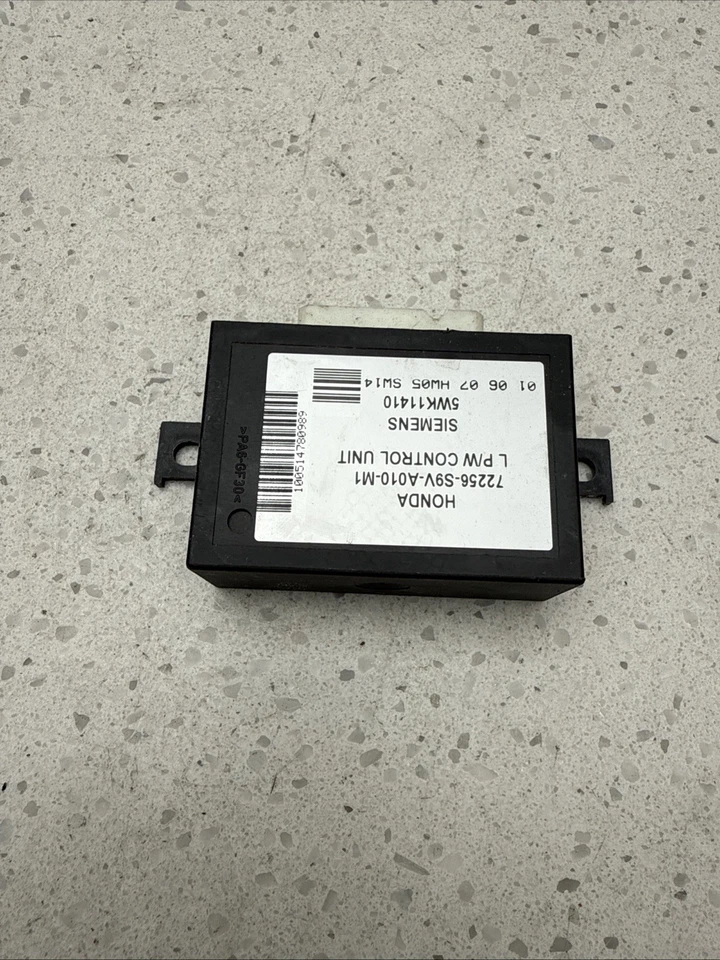 HONDA
72256-S9V-A010-M1
L P/W CONTROL UNIT
SIEMENS
5WK11410
01 06 07 HW05 SW14
100514780989
>PA6-GF30<